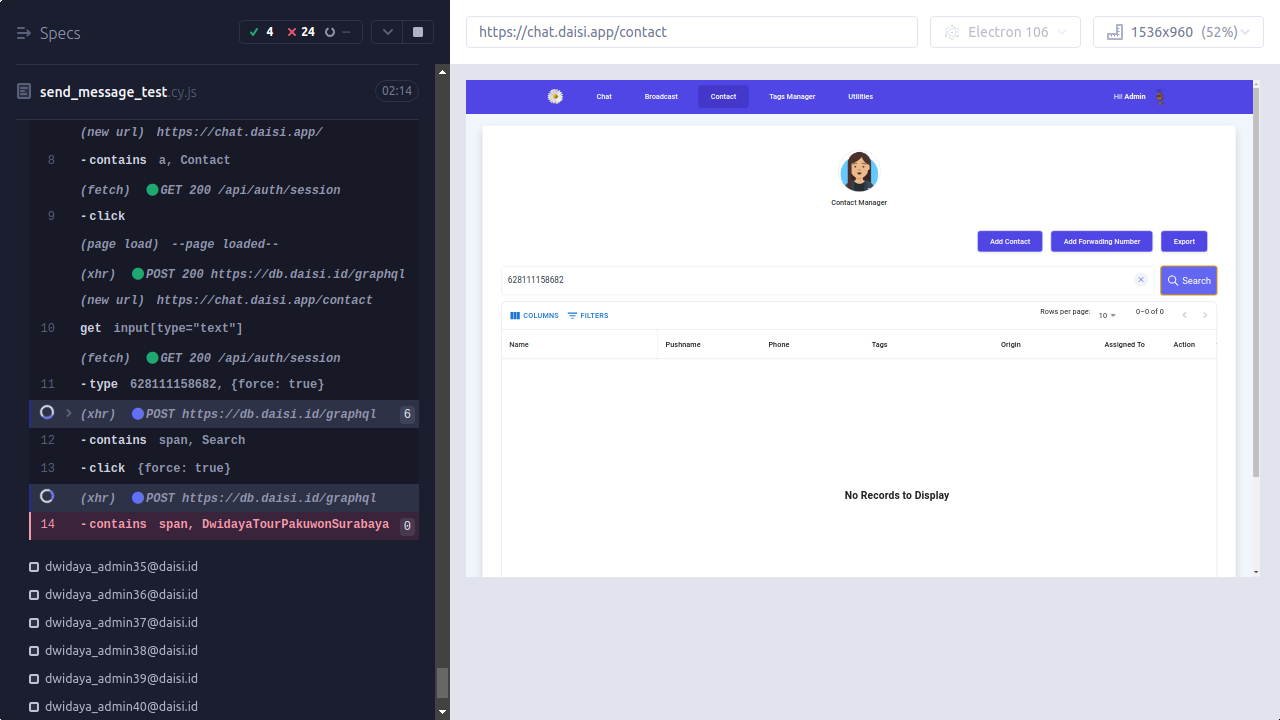 Specs
4
24
--
send_message_test.cy.js
02:14
(new url) https://chat.daisi.app/
8 -contains a, Contact
(fetch) GET 200 /api/auth/session
9 -click
(page load) --page loaded--
(xhr) POST 200 https://db.daisi.id/graphql
(new url) https://chat.daisi.app/contact
10 get input[type="text"]
(fetch) GET 200 /api/auth/session
11 -type 628111158682, {force: true}
(xhr) POST https://db.daisi.id/graphql 6
12 -contains span, Search
13 -click {force: true}
(xhr) POST https://db.daisi.id/graphql
14 -contains span, DwidayaTourPakuwonSurabaya 0
dwidaya_admin35@daisi.id
dwidaya_admin36@daisi.id
dwidaya_admin37@daisi.id
dwidaya_admin38@daisi.id
dwidaya_admin39@daisi.id
dwidaya_admin40@daisi.id
https://chat.daisi.app/contact
Electron 106
1536x960 (52%)
Chat Broadcast Contact Tags Manager Utilities
Hi! Admin
Contact Manager
Add Contact
Add Forwading Number
Export
628111158682
Search
COLUMNS FILTERS
Rows per page: 10 0–0 of 0
Name Pushname Phone Tags Origin Assigned To Action
No Records to Display